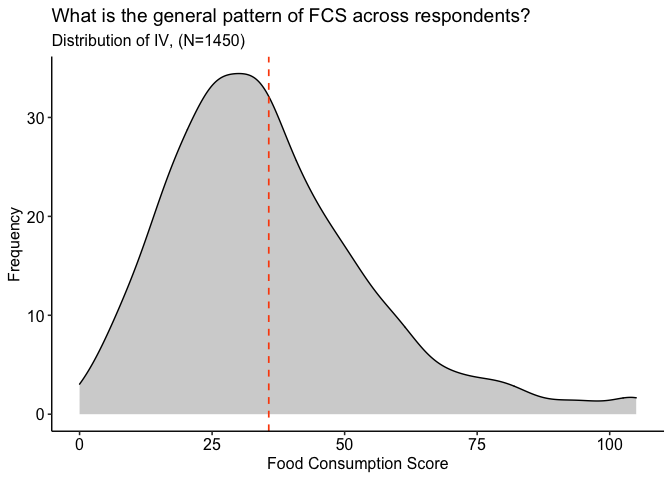 What is the general pattern of FCS across respondents?
Distribution of IV, (N=1450)
Frequency
30
20
10
0
0 25 50 75 100
Food Consumption Score